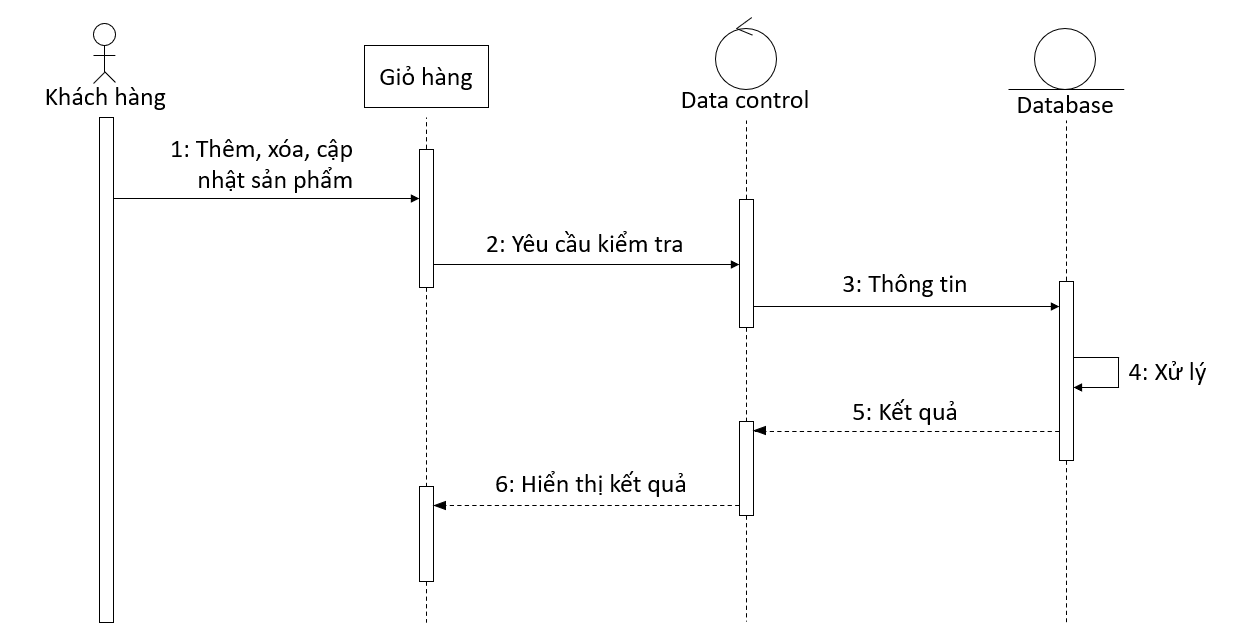 Khách hàng
Giỏ hàng
Data control
Database
1: Thêm, xóa, cập
nhật sản phẩm
2: Yêu cầu kiểm tra
3: Thông tin
4: Xử lý
5: Kết quả
6: Hiển thị kết quả